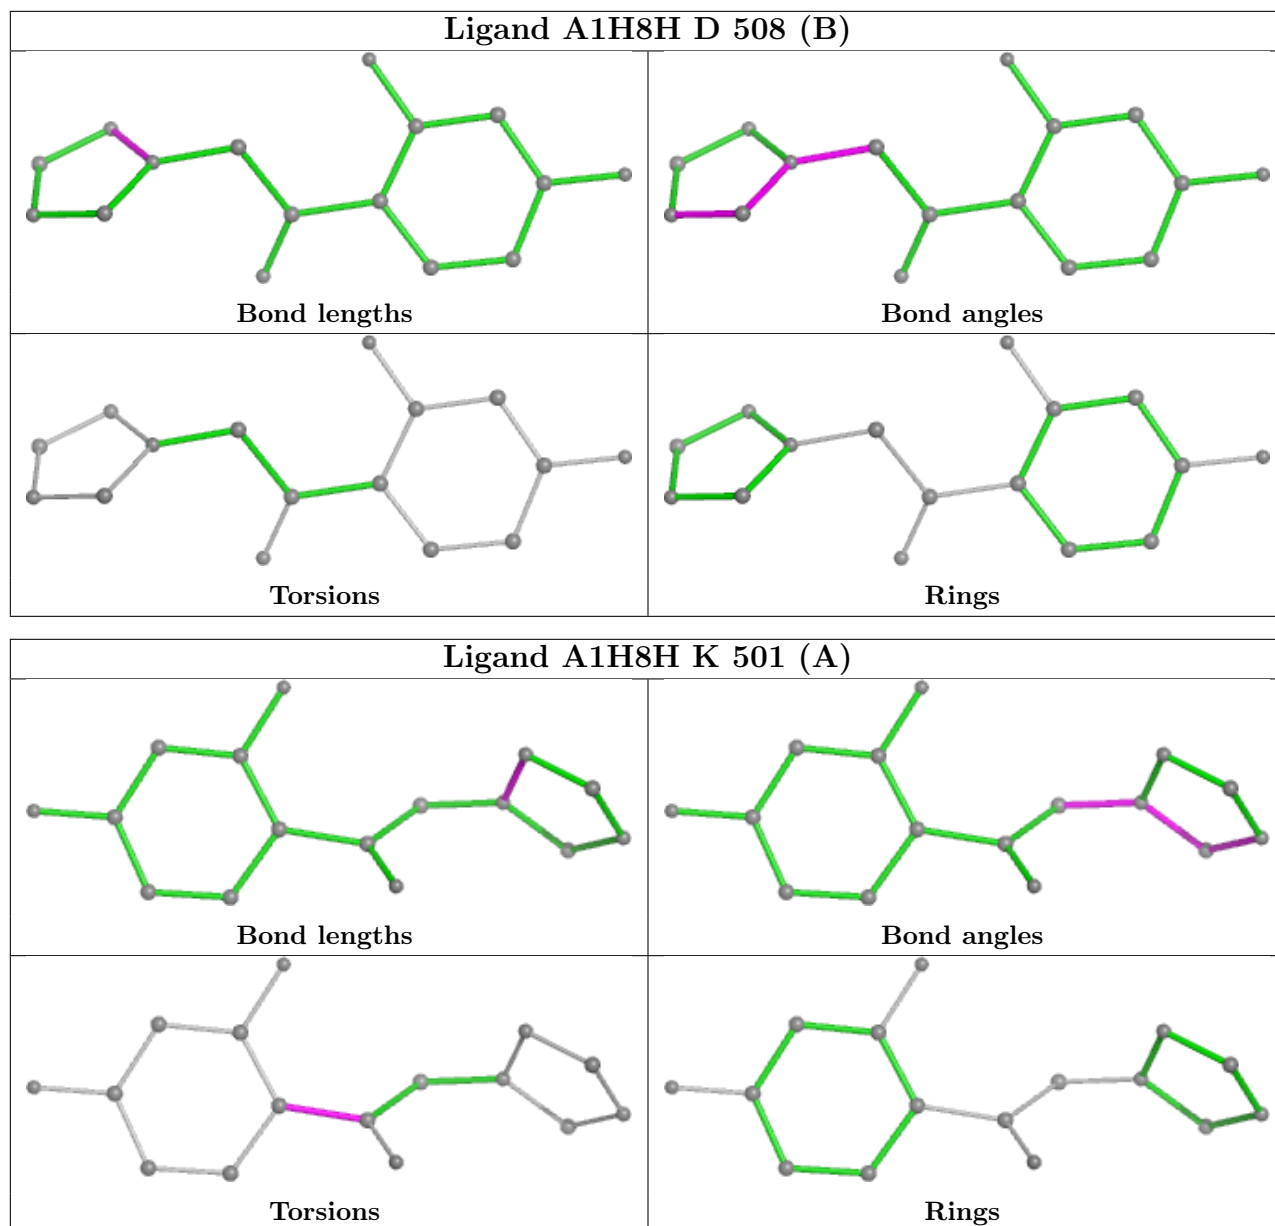 Ligand A1H8H D 508 (B)
Bond lengths
Bond angles
Torsions
Rings
Ligand A1H8H K 501 (A)
Bond lengths
Bond angles
Torsions
Rings